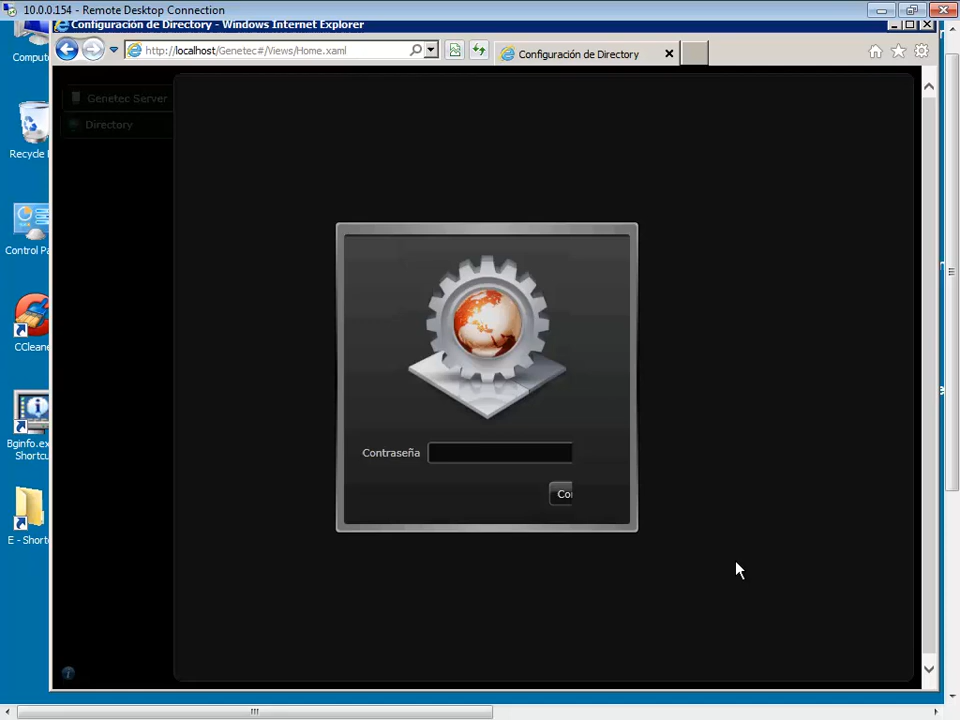 10.0.0.154 - Remote Desktop Connection
Configuración de Directory - Windows Internet Explorer
http://localhost/Genetec#/Views/Home.xaml
Configuración de Directory
Genetec Server
Directory
Recycle
Control Pa
CCleane
Bginfo.ex
Shortcu
E - Short
Contraseña
Co